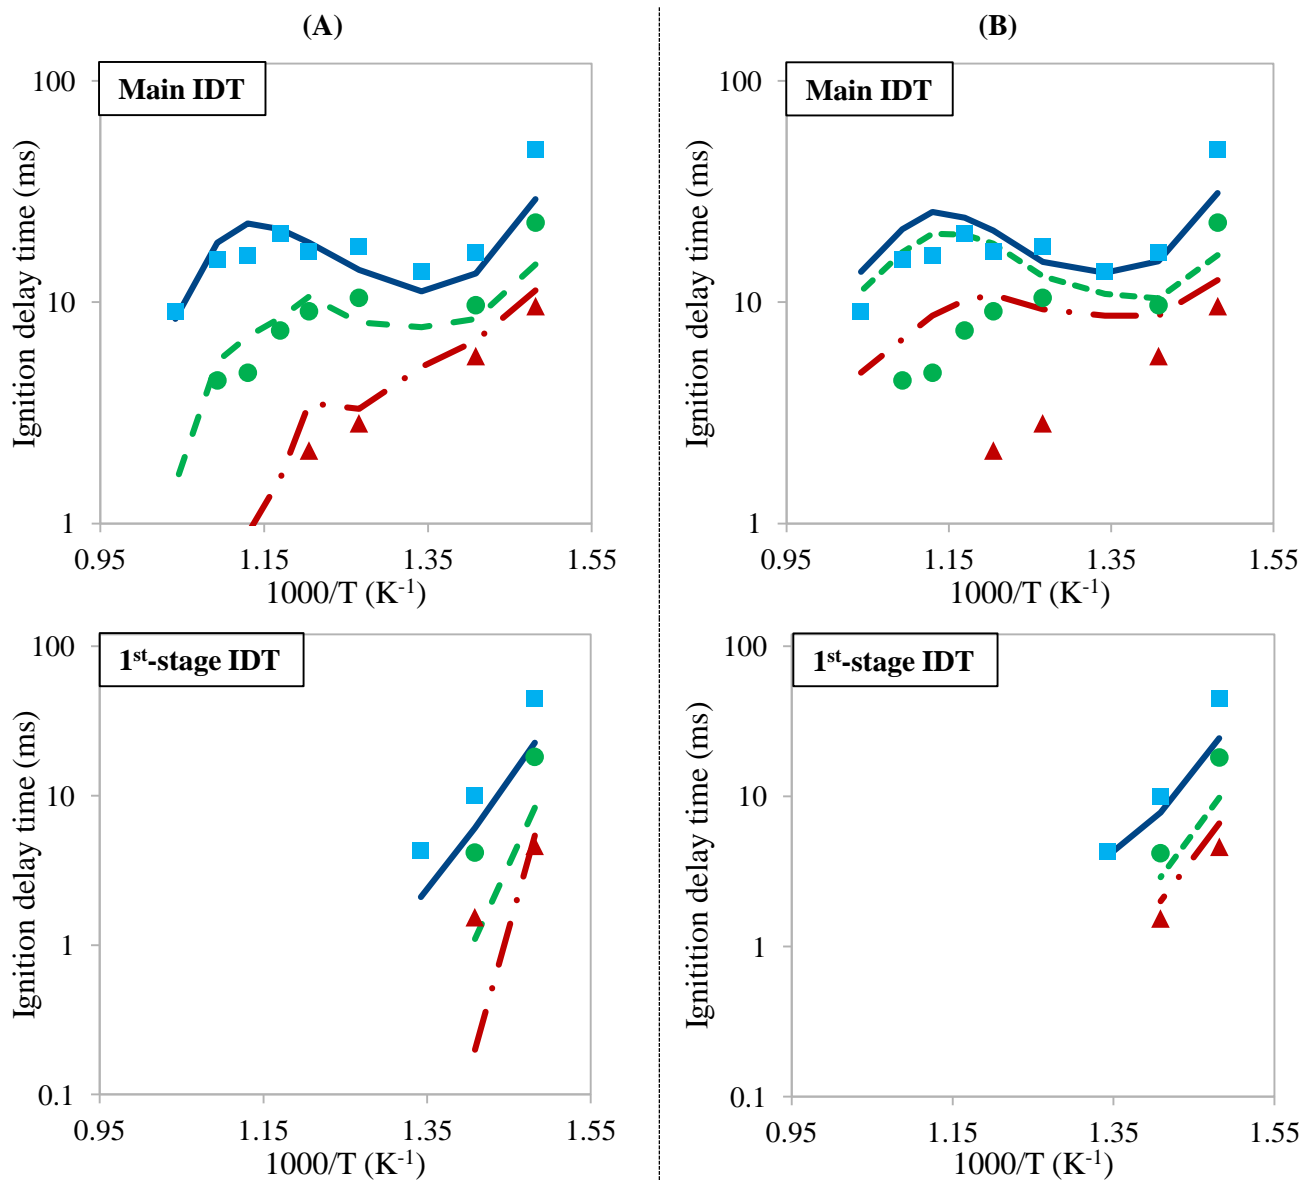 (A)
(B)
Main IDT
100
10
1
Ignition delay time (ms)
0.95 1.15 1.35 1.55
1000/T (K-1)
Main IDT
100
10
1
Ignition delay time (ms)
0.95 1.15 1.35 1.55
1000/T (K-1)
1st-stage IDT
100
10
1
0.1
Ignition delay time (ms)
0.95 1.15 1.35 1.55
1000/T (K-1)
1st-stage IDT
100
10
1
0.1
Ignitition delay time (ms)
0.95 1.15 1.35 1.55
1000/T (K-1)